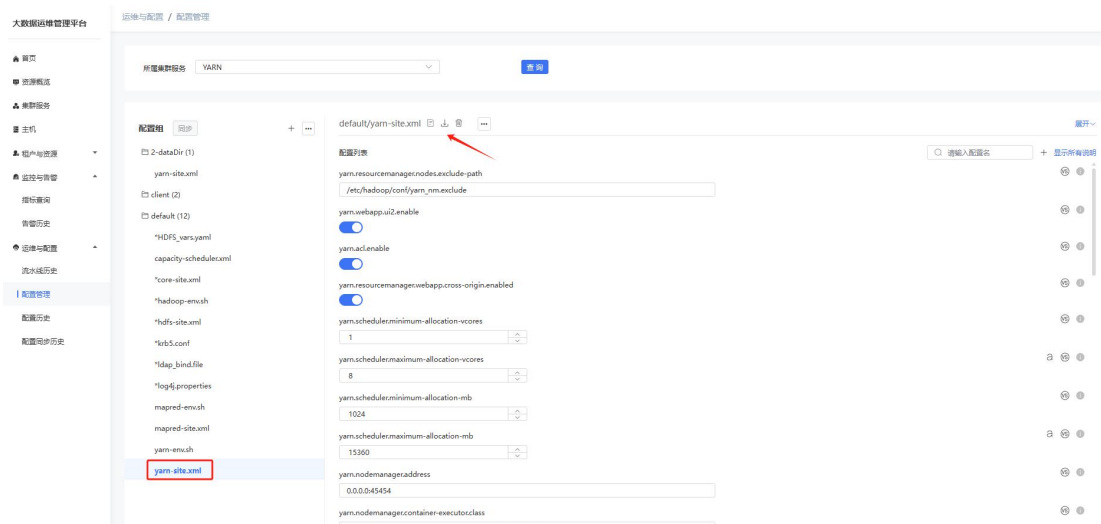 大数据运维管理平台
运维与配置 / 配置管理
首页
资源概览
集群服务
主机
租户与资源
监控与告警
指标查询
告警历史
运维与配置
流水线历史
配置管理
配置历史
配置同步历史
所属集群服务 YARN 查询
配置组 同步 + ...
2-dataDir (1)
yarn-site.xml
client (2)
default (12)
*HDFS_vars.yaml
capacity-scheduler.xml
*core-site.xml
*hadoop-env.sh
*hdfs-site.xml
*krb5.conf
*ldap_bind.file
*log4j.properties
mapred-env.sh
mapred-site.xml
yarn-env.sh
yarn-site.xml
default/yarn-site.xml ... 展开
配置列表 请输入配置名 + 显示所有说明
yarn.resourcemanager.nodes.exclude-path
/etc/hadoop/conf/yarn_nm.exclude
yarn.webapp.ui2.enable
yarn.acl.enable
yarn.resourcemanager.webapp.cross-origin.enabled
yarn.scheduler.minimum-allocation-vcores
1
yarn.scheduler.maximum-allocation-vcores
8
yarn.scheduler.minimum-allocation-mb
1024
yarn.scheduler.maximum-allocation-mb
15360
yarn.nodemanager.address
0.0.0.0:45454
yarn.nodemanager.container-executor.class